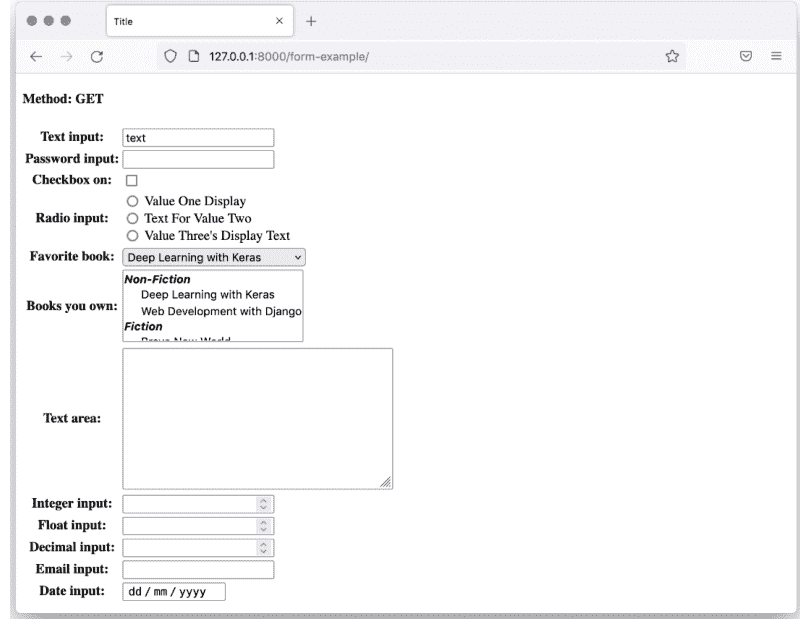 Title
127.0.0.1:8000/form-example/
Method: GET
Text input: text
Password input:
Checkbox on:
Value One Display
Radio input: Text For Value Two
Value Three's Display Text
Favorite book: Deep Learning with Keras
Non-Fiction
Deep Learning with Keras
Books you own: Web Development with Django
Fiction
Brave New World
Text area:
Integer input:
Float input:
Decimal input:
Email input:
Date input: dd / mm / yyyy